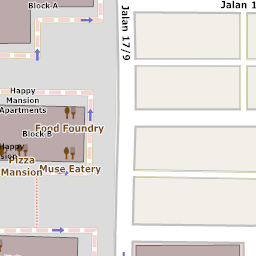 Block A
Jalan 1
Jalan 17/9
Happy
Mansion
Apartments
Food Foundry
Block B
Happy
Pizza
Mansion
Muse Eatery